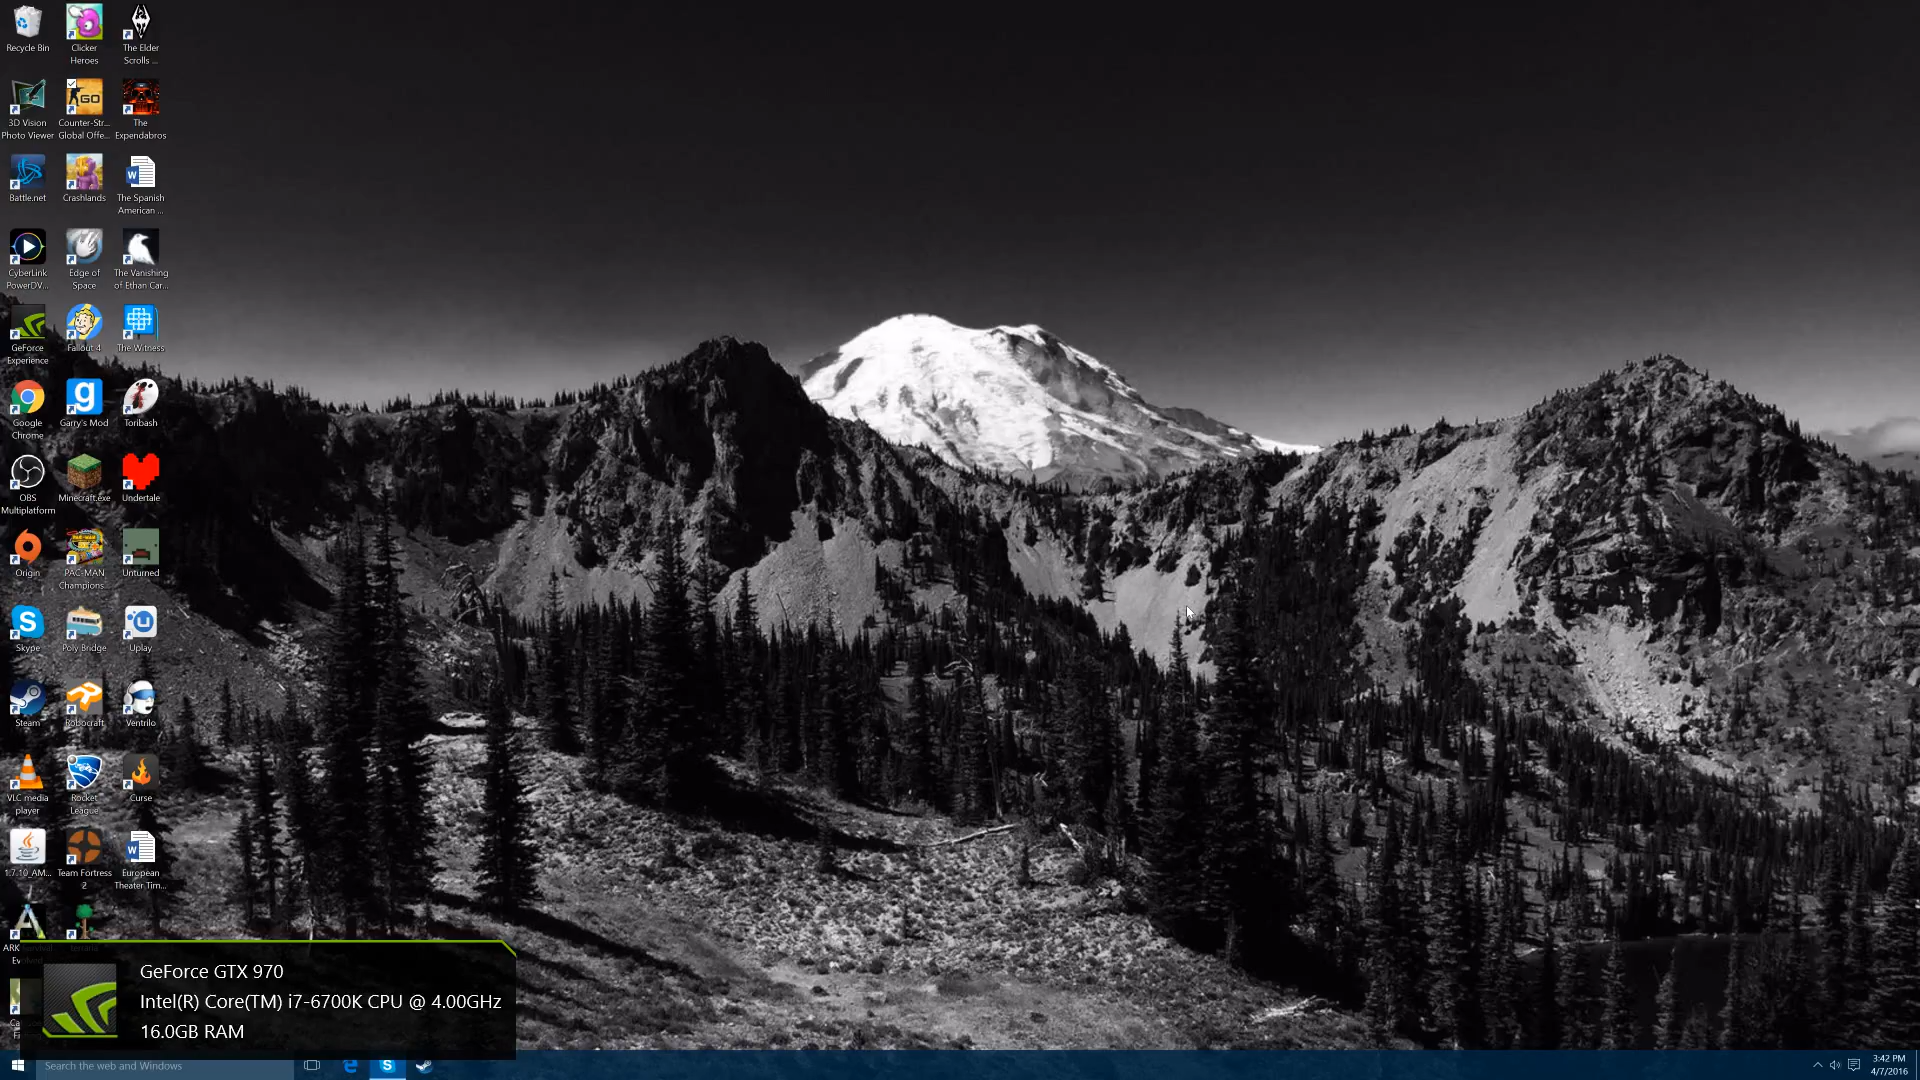 Recycle Bin
Clicker
Heroes
The Elder
Scrolls ...
3D Vision
Photo Viewer
Counter-Str...
Global Offe...
The
Expendabros
Battle.net
Crashlands
The Spanish
American ...
CyberLink
PowerDV...
Edge of
Space
The Vanishing
of Ethan Car...
GeForce
Experience
Fallout 4
The Witness
Google
Chrome
Garry's Mod
Toribash
OBS
Multiplatform
Minecraft.exe
Undertale
Origin
PAC-MAN
Champions...
Unturned
Skype
Poly Bridge
Uplay
Steam
Robocraft
Ventrilo
VLC media
player
Rocket
League
Curse
1.7.10_AM...
Team Fortress
2
European
Theater Tim...
GeForce GTX 970
Intel(R) Core(TM) i7-6700K CPU @ 4.00GHz
16.0GB RAM
Search the web and Windows
3:42 PM
4/7/2016